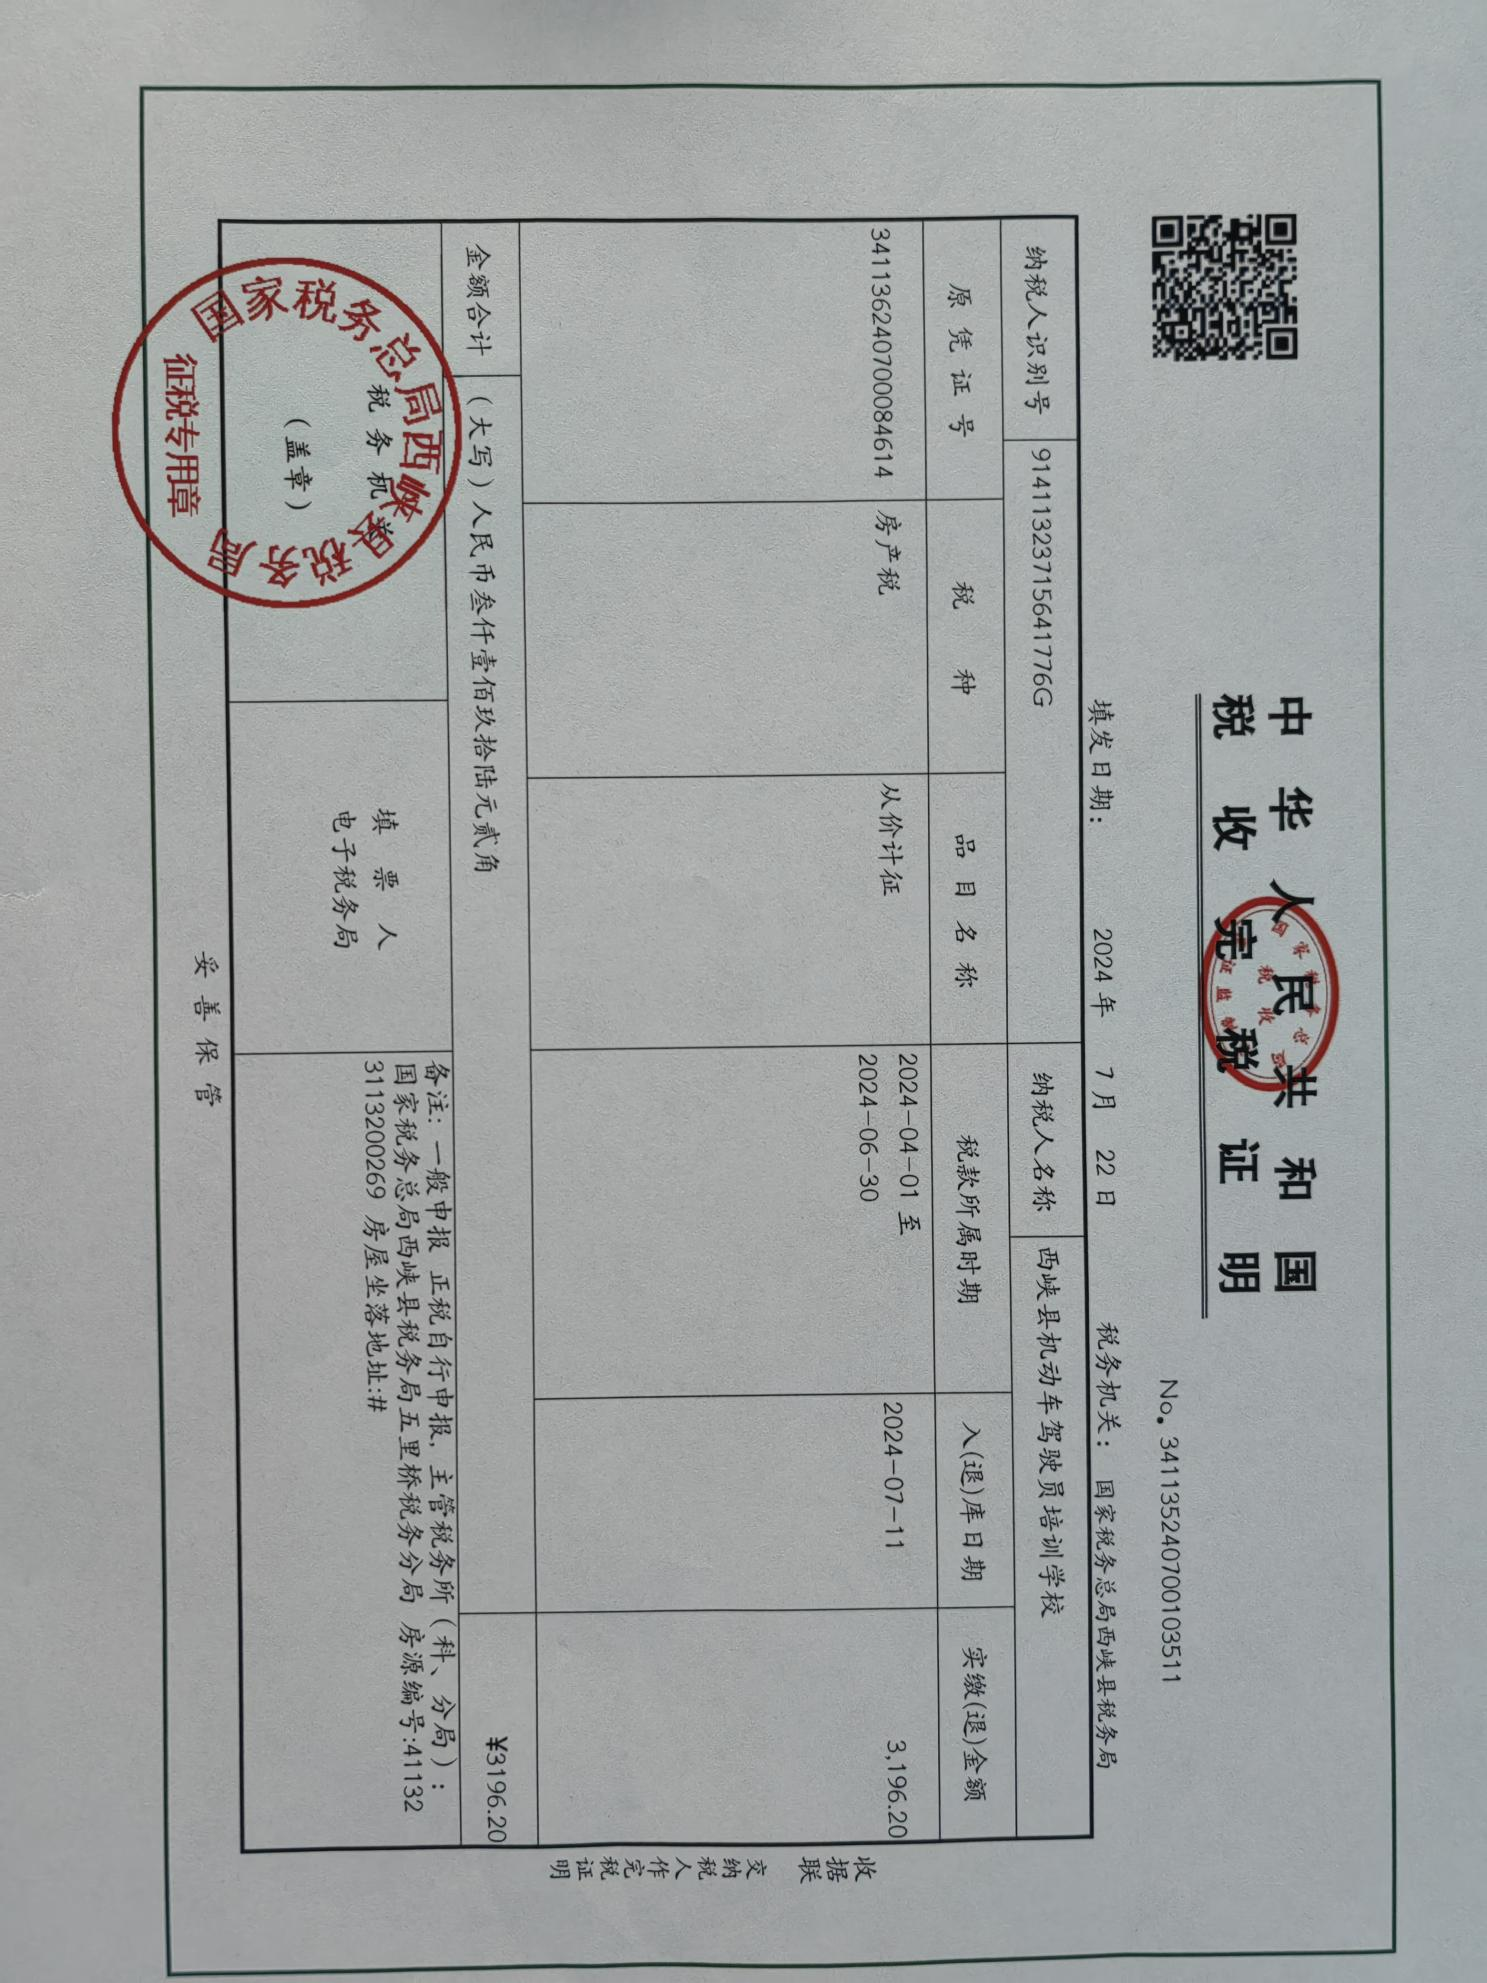 中华人民共和国
税收完税证明
No. 341135240700103511
填发日期： 2024 年 7 月 22 日 税务机关： 国家税务总局西峡县税务局
纳税人识别号 91411323715641776G 纳税人名称 西峡县机动车驾驶员培训学校
原凭证号 税种 品目名称 税款所属时期 入(退)库日期 实缴(退)金额
341136240700084614 房产税 从价计征 2024-04-01 至 2024-07-11 3,196.20
2024-06-30
金额合计 （大写）人民币叁仟壹佰玖拾陆元贰角 ¥3196.20
税务机关
（盖章）
填票人
电子税务局
备注：一般申报 正税自行申报, 主管税务所（科、分局）：
国家税务总局西峡县税务局五里桥税务分局 房源编号:41132
3113200269 房屋坐落地址:#
妥善保管
收据联
交纳税人作完税证明
国家税务总局西峡县税务局
征税专用章